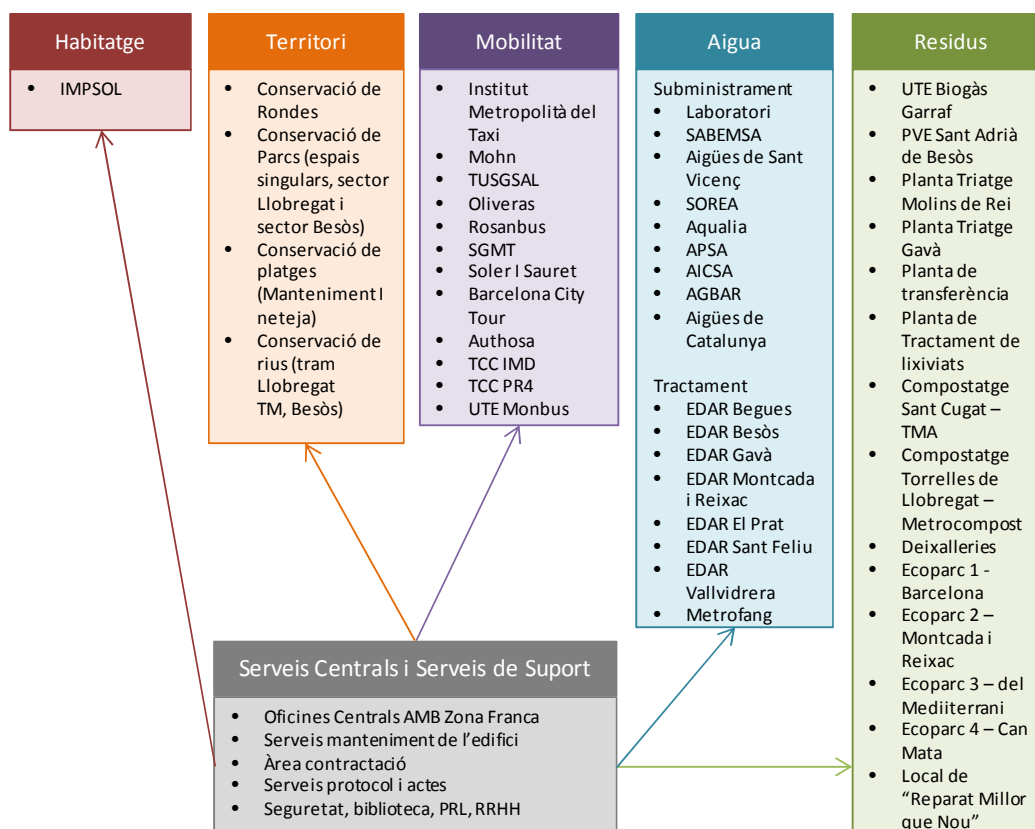 Habitatge
• IMPSOL
Territori
• Conservació de
Rondes
• Conservació de
Parcs (espais
singulars, sector
Llobregat i
sector Besòs)
• Conservació de
platges
(Manteniment I
neteja)
• Conservació de
rius (tram
Llobregat
TM, Besòs)
Mobilitat
• Institut
Metropolità del
Taxi
• Mohn
• TUSGSAL
• Oliveras
• Rosanbus
• SGMT
• Soler I Sauret
• Barcelona City
Tour
• Authosa
• TCC IMD
• TCC PR4
• UTE Monbus
Aigua
Subministrament
• Laboratori
• SABEMSA
• Aigües de Sant
Vicenç
• SOREA
• Aqualia
• APSA
• AICSA
• AGBAR
• Aigües de
Catalunya
Tractament
• EDAR Begues
• EDAR Besòs
• EDAR Gavà
• EDAR Montcada
i Reixac
• EDAR El Prat
• EDAR Sant Feliu
• EDAR
Vallvidrera
• Metrofang
Residus
• UTE Biogàs
Garraf
• PVE Sant Adrià
de Besòs
• Planta Triatge
Molins de Rei
• Planta Triatge
Gavà
• Planta de
transferència
• Planta de
Tractament de
lixiviats
• Compostatge
Sant Cugat –
TMA
• Compostatge
Torrelles de
Llobregat –
Metrocompost
• Deixalleries
• Ecoparc 1 -
Barcelona
• Ecoparc 2 –
Montcada i
Reixac
• Ecoparc 3 – del
Mediiterrani
• Ecoparc 4 – Can
Mata
• Local de
“Reparat Millor
que Nou”
Serveis Centrals i Serveis de Suport
• Oficines Centrals AMB Zona Franca
• Serveis manteniment de l’edifici
• Àrea contractació
• Serveis protocol i actes
• Seguretat, biblioteca, PRL, RRHH